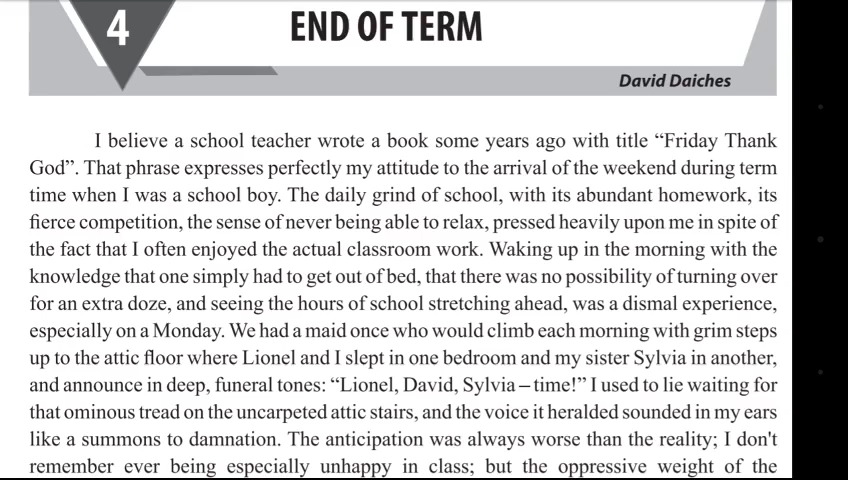 4
END OF TERM
David Daiches
I believe a school teacher wrote a book some years ago with title “Friday Thank
God”. That phrase expresses perfectly my attitude to the arrival of the weekend during term
time when I was a school boy. The daily grind of school, with its abundant homework, its
fierce competition, the sense of never being able to relax, pressed heavily upon me in spite of
the fact that I often enjoyed the actual classroom work. Waking up in the morning with the
knowledge that one simply had to get out of bed, that there was no possibility of turning over
for an extra doze, and seeing the hours of school stretching ahead, was a dismal experience,
especially on a Monday. We had a maid once who would climb each morning with grim steps
up to the attic floor where Lionel and I slept in one bedroom and my sister Sylvia in another,
and announce in deep, funeral tones: “Lionel, David, Sylvia – time!” I used to lie waiting for
that ominous tread on the uncarpeted attic stairs, and the voice it heralded sounded in my ears
like a summons to damnation. The anticipation was always worse than the reality; I don't
remember ever being especially unhappy in class; but the oppressive weight of the